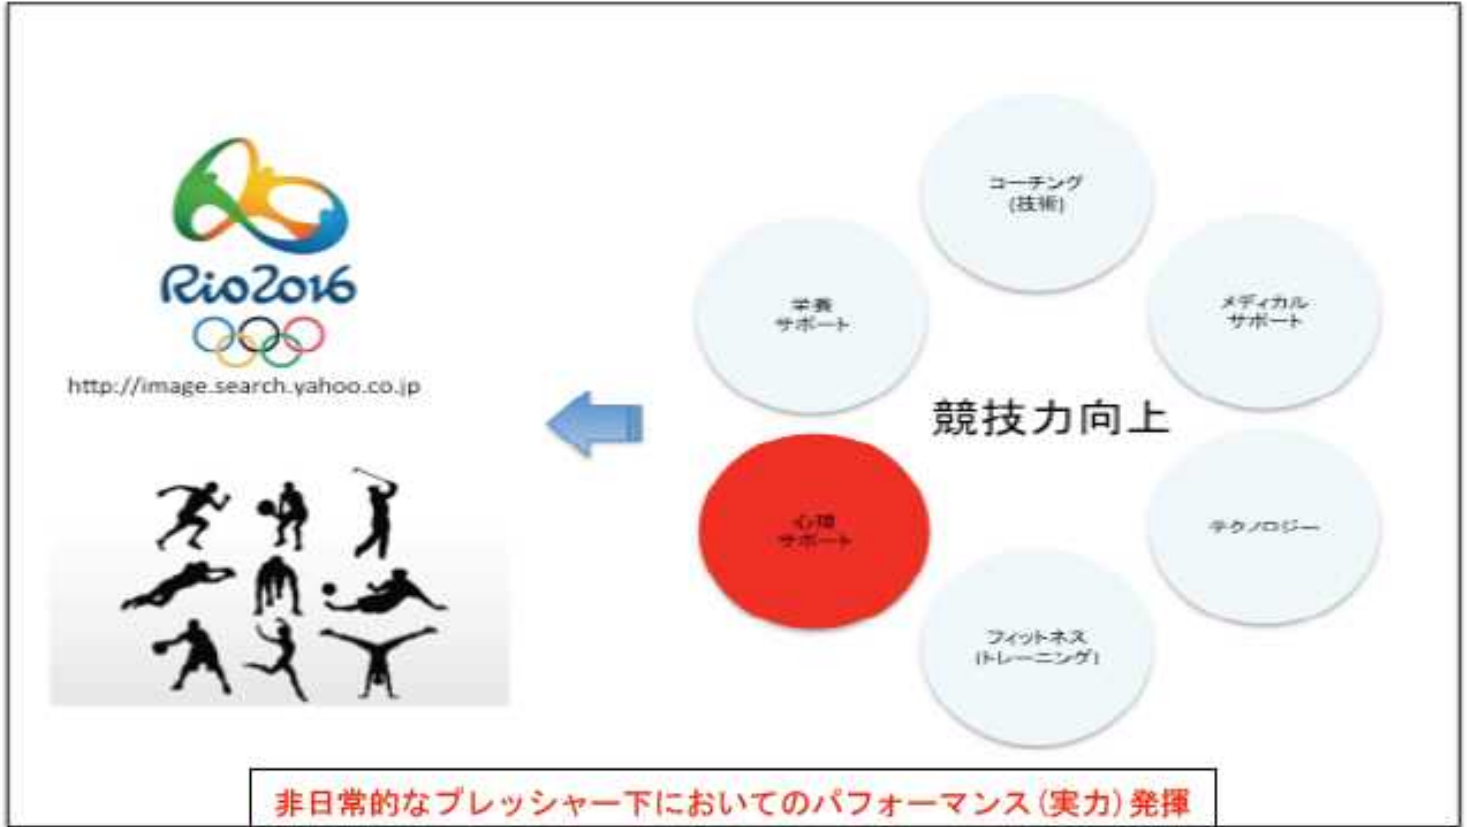 Rio2016
http://image.search.yahoo.co.jp
コーチング
(技術)
栄養
サポート
メディカル
サポート
競技力向上
心理
サポート
テクノロジー
フィットネス
(トレーニング)
非日常的なプレッシャー下においてのパフォーマンス(実力)発揮